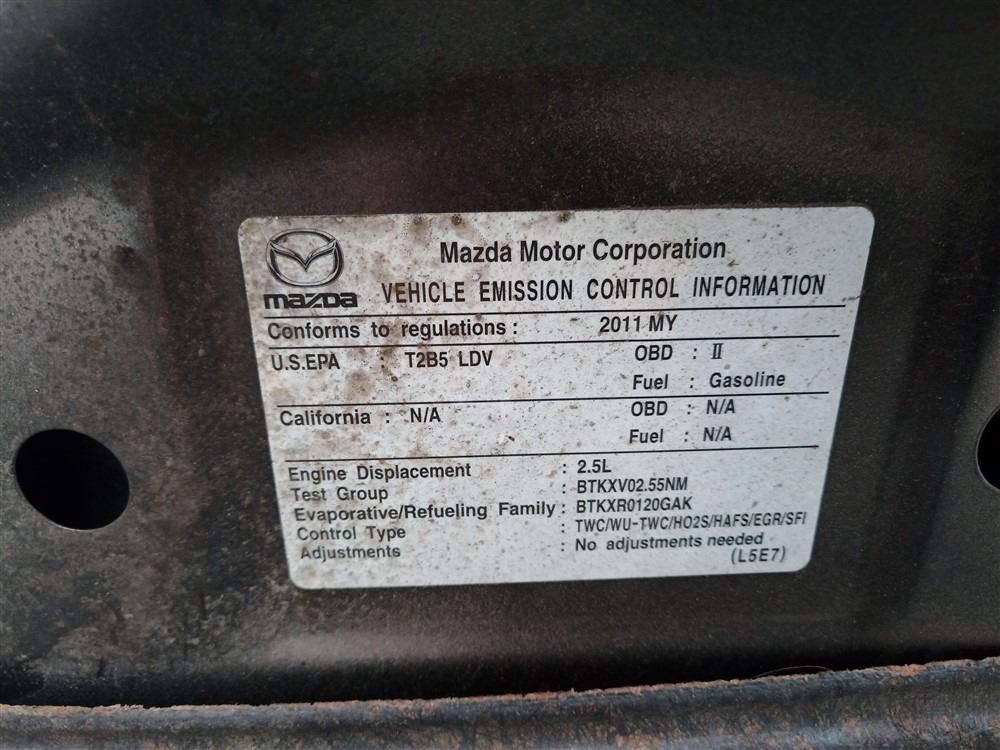 Mazda Motor Corporation
mazda VEHICLE EMISSION CONTROL INFORMATION
Conforms to regulations : 2011 MY
U.S.EPA : T2B5 LDV OBD : II
Fuel : Gasoline
California : N/A OBD : N/A
Fuel : N/A
Engine Displacement : 2.5L
Test Group : BTKXV02.55NM
Evaporative/Refueling Family : BTKXR0120GAK
Control Type : TWC/WU-TWC/HO2S/HAFS/EGR/SFI
Adjustments : No adjustments needed
(L5E7)